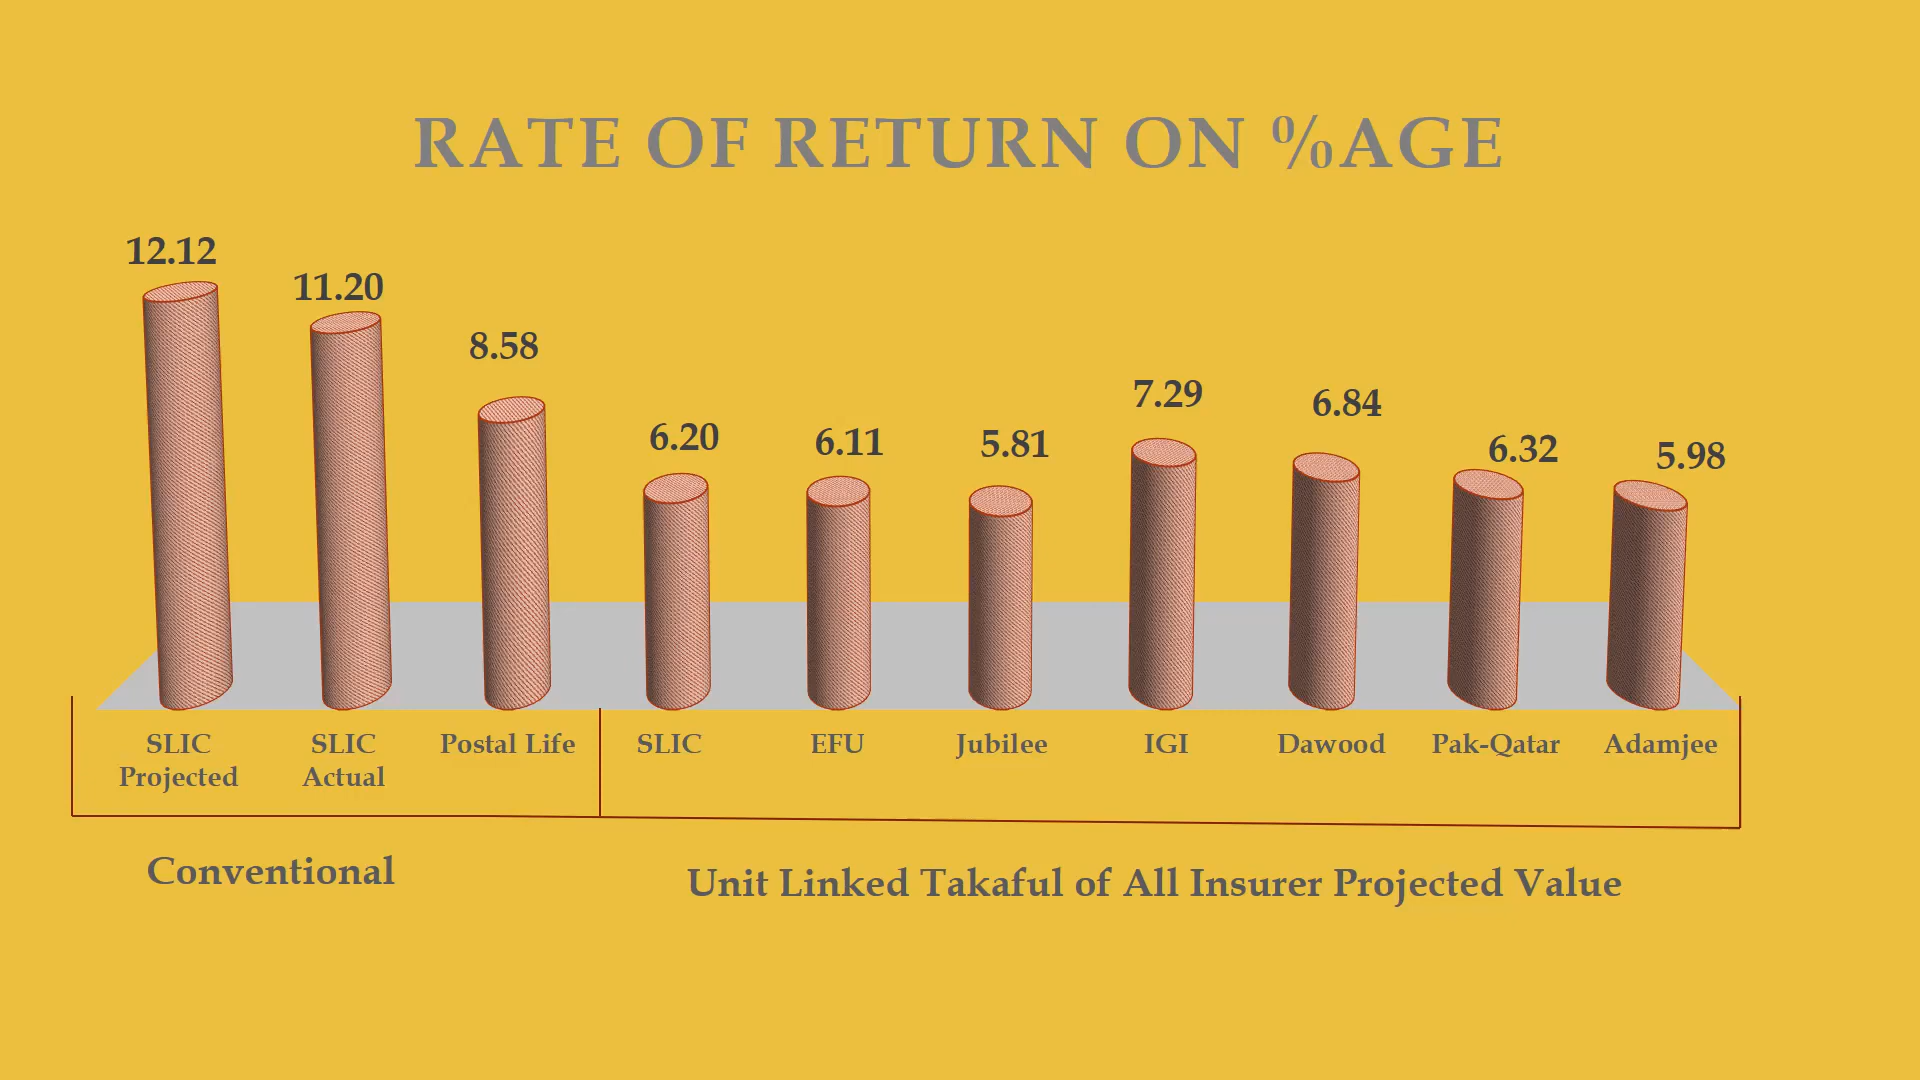 RATE OF RETURN ON %AGE
12.12
11.20
8.58
6.20
6.11
5.81
7.29
6.84
6.32
5.98
SLIC
Projected
SLIC
Actual
Postal Life
SLIC
EFU
Jubilee
IGI
Dawood
Pak-Qatar
Adamjee
Conventional
Unit Linked Takaful of All Insurer Projected Value